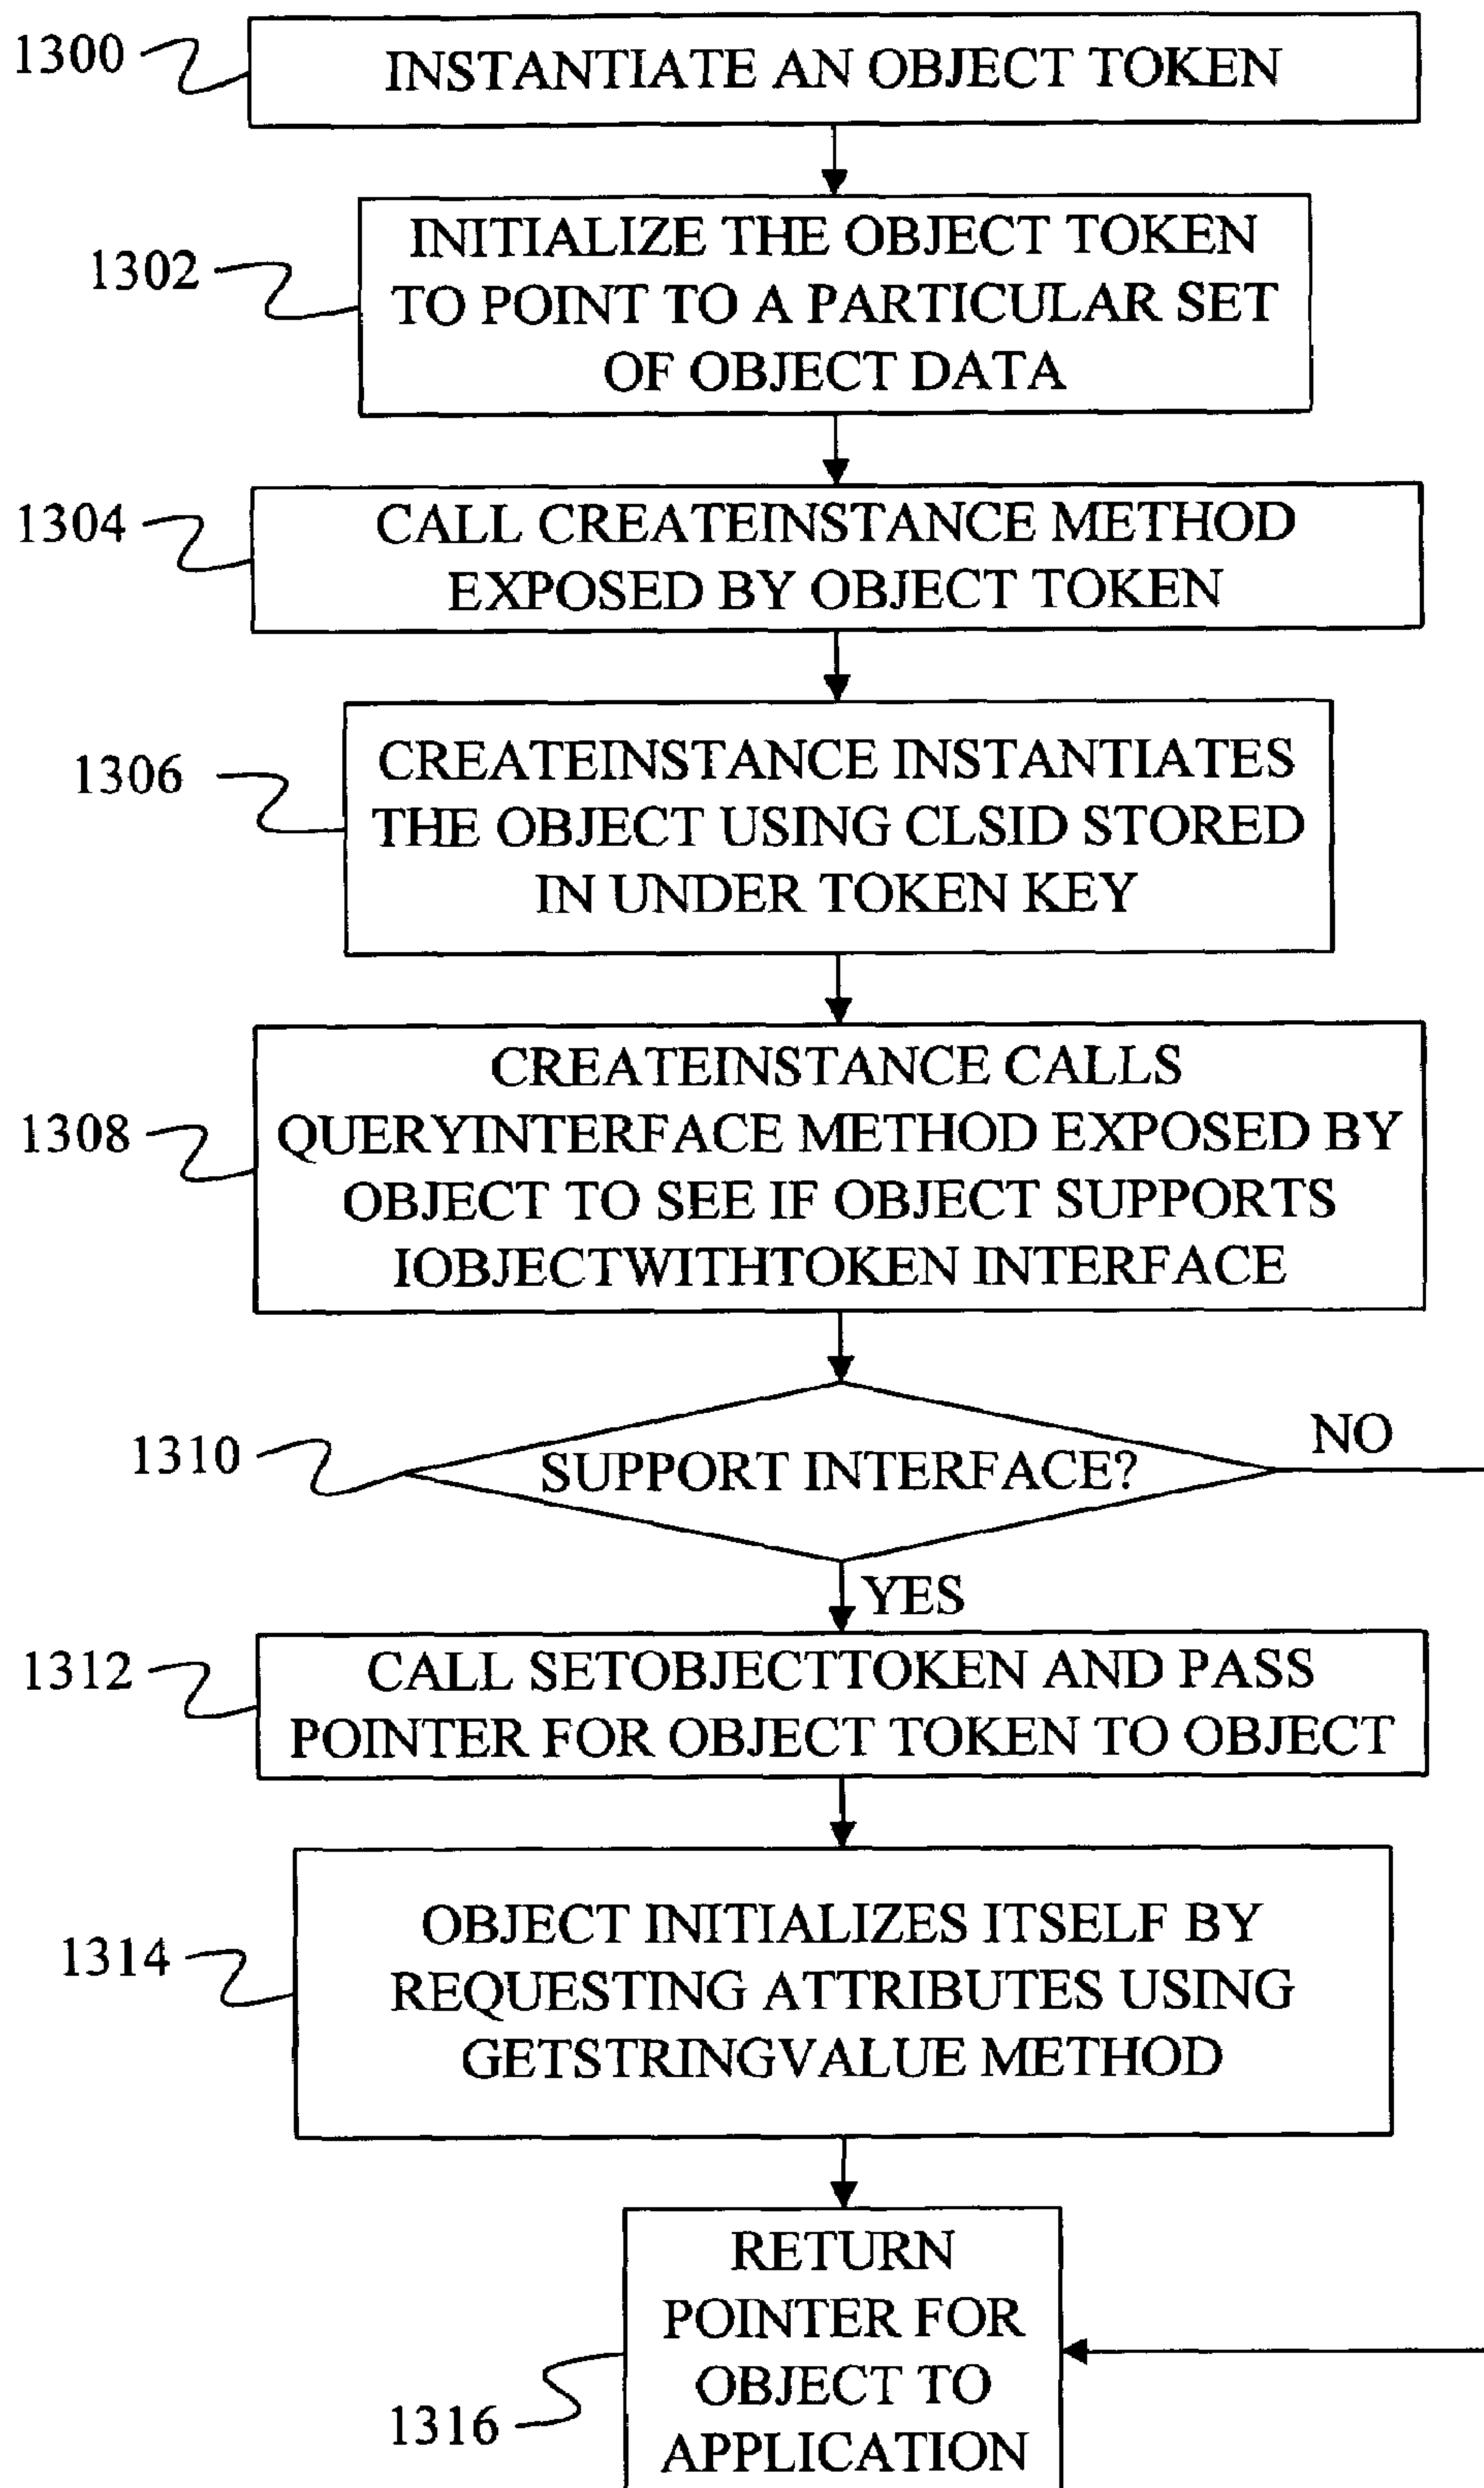 1300
INSTANTIATE AN OBJECT TOKEN
1302
INITIALIZE THE OBJECT TOKEN
TO POINT TO A PARTICULAR SET
OF OBJECT DATA
1304
CALL CREATEINSTANCE METHOD
EXPOSED BY OBJECT TOKEN
1306
CREATEINSTANCE INSTANTIATES
THE OBJECT USING CLSID STORED
IN UNDER TOKEN KEY
1308
CREATEINSTANCE CALLS
QUERYINTERFACE METHOD EXPOSED BY
OBJECT TO SEE IF OBJECT SUPPORTS
IOBJECTWITHTOKEN INTERFACE
1310
SUPPORT INTERFACE?
NO
YES
1312
CALL SETOBJECTTOKEN AND PASS
POINTER FOR OBJECT TOKEN TO OBJECT
1314
OBJECT INITIALIZES ITSELF BY
REQUESTING ATTRIBUTES USING
GETSTRINGVALUE METHOD
1316
RETURN
POINTER FOR
OBJECT TO
APPLICATION